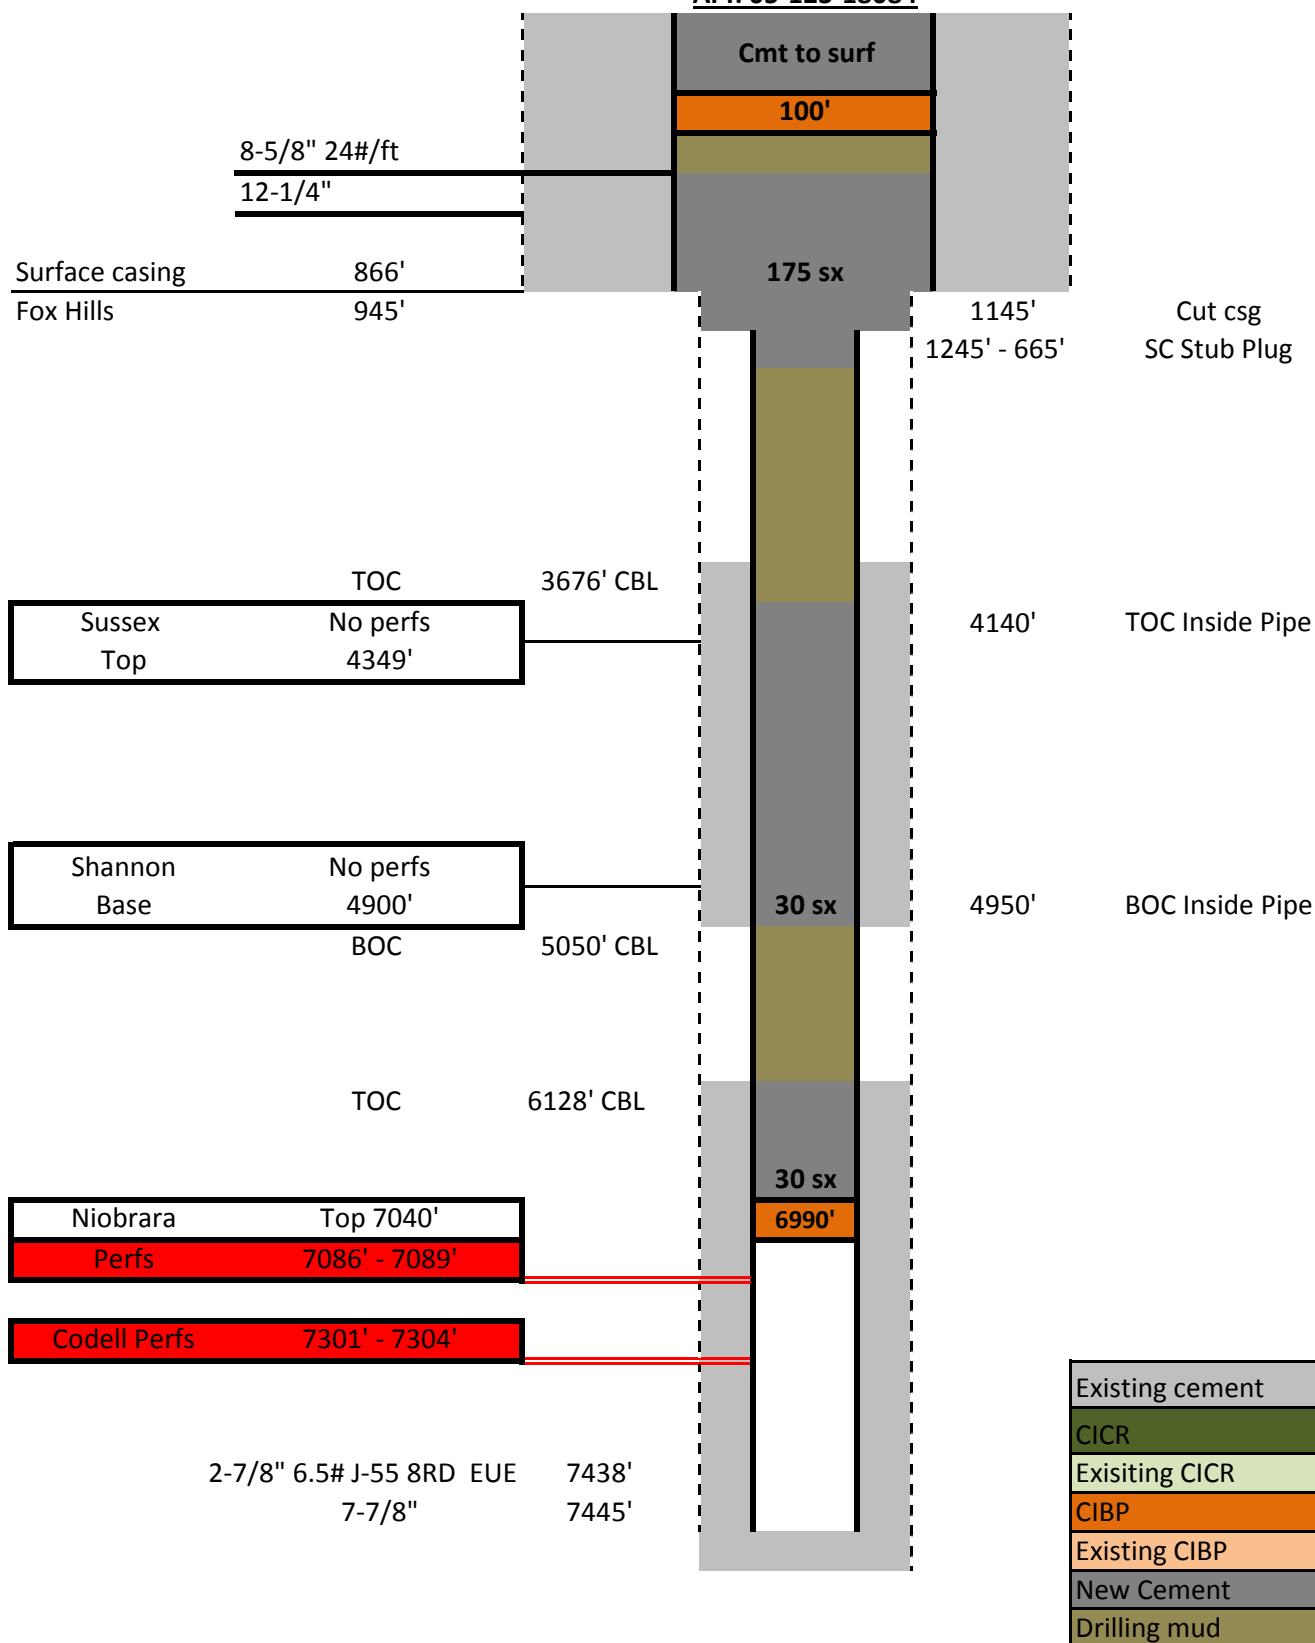 Cmt to surf
100'
8-5/8" 24#/ft
12-1/4"
Surface casing 866' 175 sx
Fox Hills 945' 1145' Cut csg
1245' - 665' SC Stub Plug
TOC 3676' CBL
Sussex No perfs 4140' TOC Inside Pipe
Top 4349'
Shannon No perfs
Base 4900' 30 sx 4950' BOC Inside Pipe
BOC 5050' CBL
TOC 6128' CBL
30 sx
Niobrara Top 7040' 6990'
Perfs 7086' - 7089'
Codell Perfs 7301' - 7304'
Existing cement
CICR
2-7/8" 6.5# J-55 8RD EUE 7438' Exisiting CICR
7-7/8" 7445' CIBP
Existing CIBP
New Cement
Drilling mud